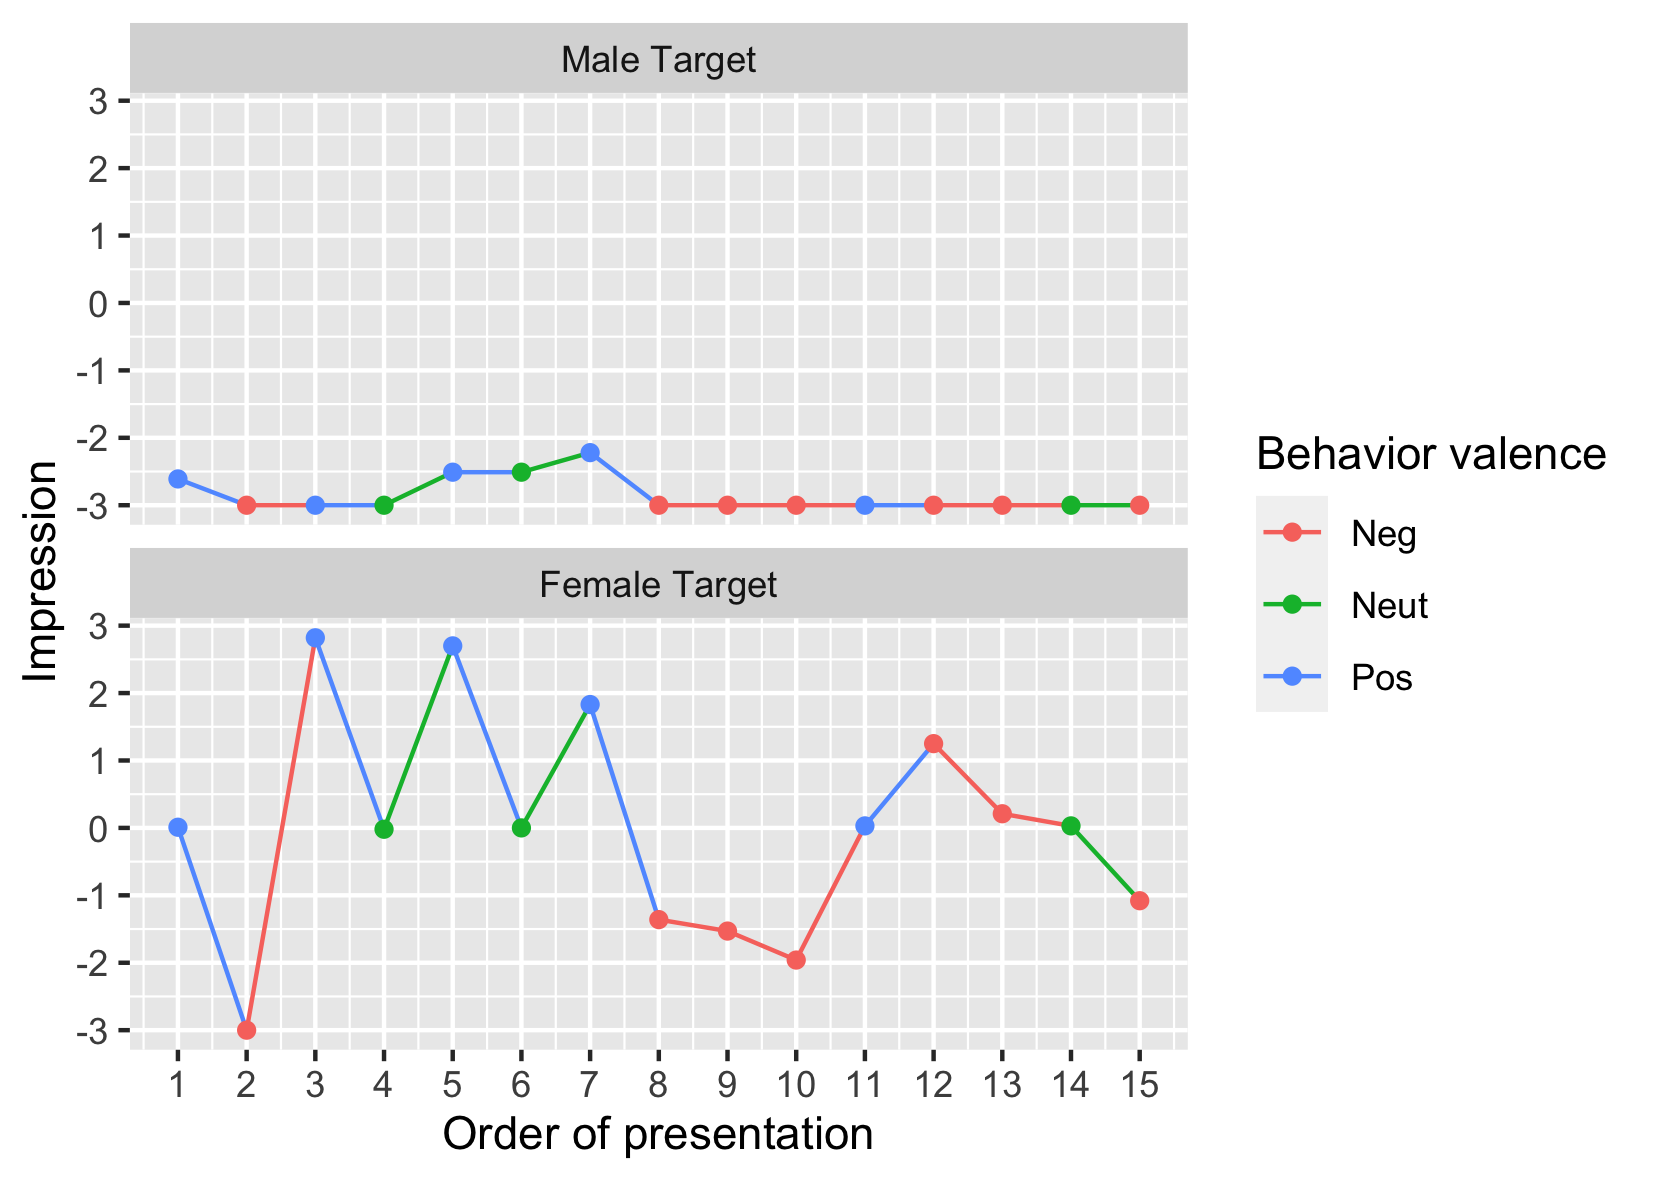 Male Target
3
2
1
0
-1
-2
-3
Female Target
3
2
1
0
-1
-2
-3
1 2 3 4 5 6 7 8 9 10 11 12 13 14 15
Order of presentation
Impression
Behavior valence
Neg
Neut
Pos